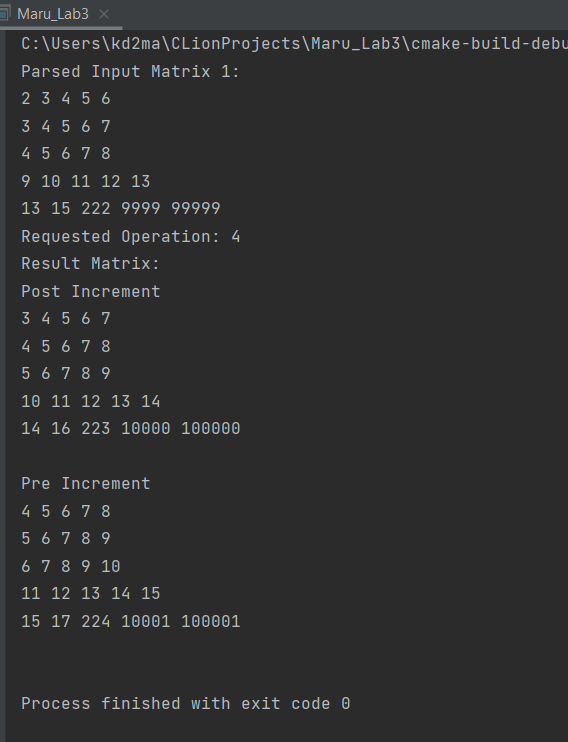 Maru_Lab3
C:\Users\kd2ma\CLionProjects\Maru_Lab3\cmake-build-debu
Parsed Input Matrix 1:
2 3 4 5 6
3 4 5 6 7
4 5 6 7 8
9 10 11 12 13
13 15 222 9999 99999
Requested Operation: 4
Result Matrix:
Post Increment
3 4 5 6 7
4 5 6 7 8
5 6 7 8 9
10 11 12 13 14
14 16 223 10000 100000
Pre Increment
4 5 6 7 8
5 6 7 8 9
6 7 8 9 10
11 12 13 14 15
15 17 224 10001 100001
Process finished with exit code 0